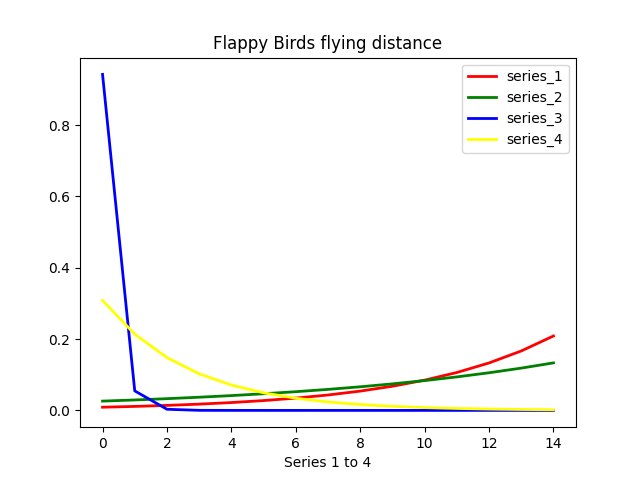 Flappy Birds flying distance
series_1
series_2
series_3
series_4
0.8
0.6
0.4
0.2
0.0
0 2 4 6 8 10 12 14
Series 1 to 4